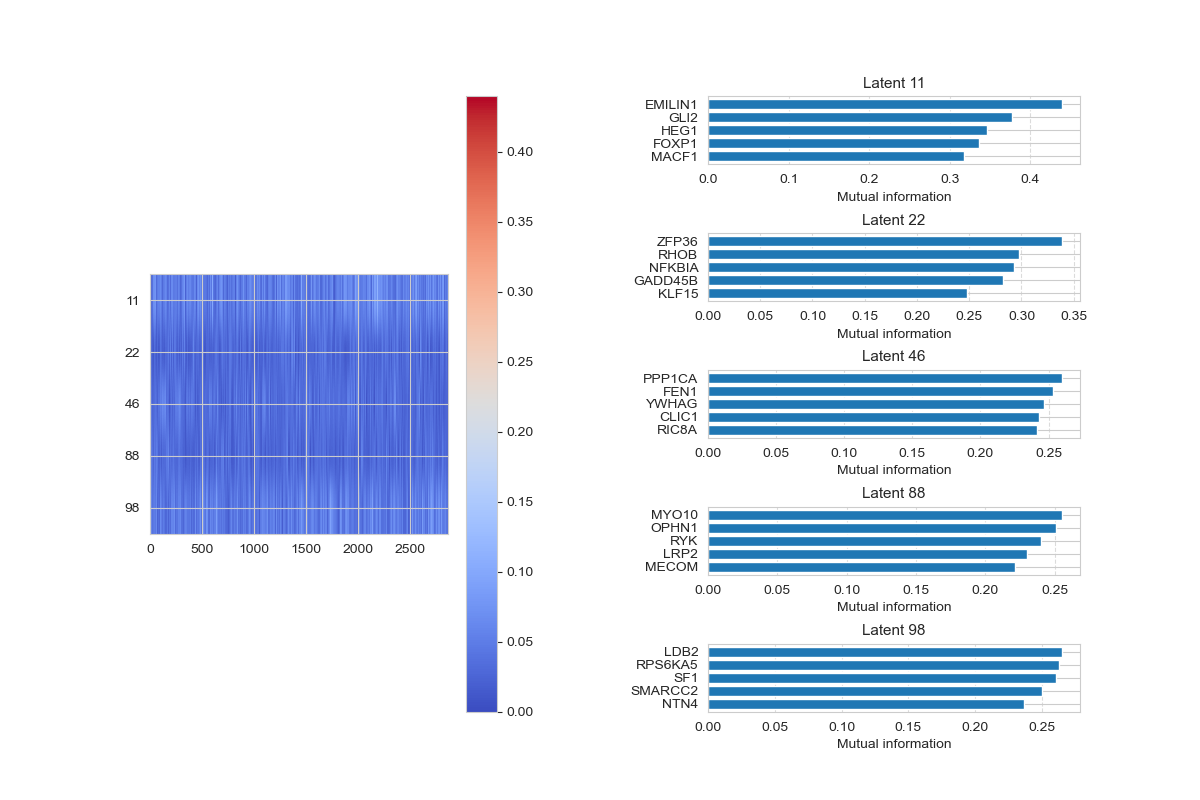 11
22
46
88
98
0 500 1000 1500 2000 2500
0.40
0.35
0.30
0.25
0.20
0.15
0.10
0.05
0.00
Latent 11
EMILIN1
GLI2
HEG1
FOXP1
MACF1
0.0 0.1 0.2 0.3 0.4
Mutual information
Latent 22
ZFP36
RHOB
NFKBIA
GADD45B
KLF15
0.00 0.05 0.10 0.15 0.20 0.25 0.30 0.35
Mutual information
Latent 46
PPP1CA
FEN1
YWHAG
CLIC1
RIC8A
0.00 0.05 0.10 0.15 0.20 0.25
Mutual information
Latent 88
MYO10
OPHN1
RYK
LRP2
MECOM
0.00 0.05 0.10 0.15 0.20 0.25
Mutual information
Latent 98
LDB2
RPS6KA5
SF1
SMARCC2
NTN4
0.00 0.05 0.10 0.15 0.20 0.25
Mutual information